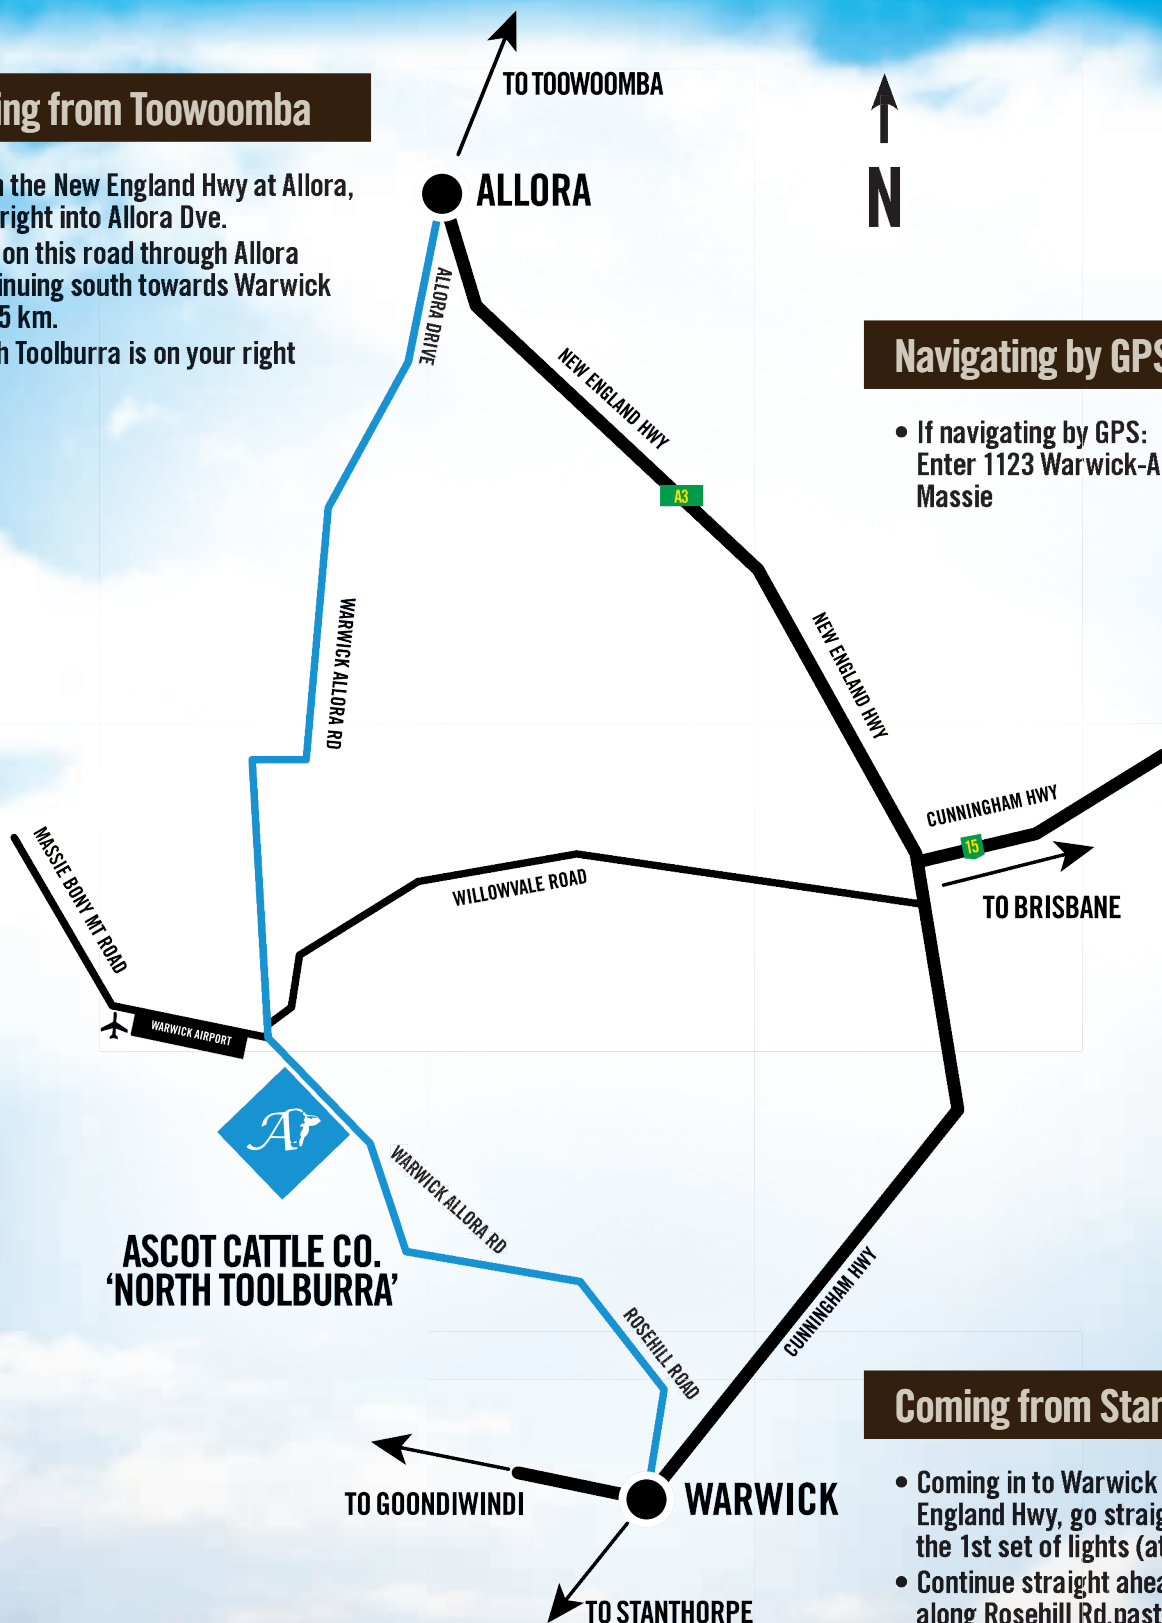 TO TOOWOOMBA
ing from Toowoomba
N
the New England Hwy at Allora,
right into Allora Dve.
on this road through Allora
inuing south towards Warwick
5 km.
h Toolburra is on your right
ALLORA
ALLORA DRIVE
NEW ENGLAND HWY
A3
Navigating by GPS
• If navigating by GPS:
Enter 1123 Warwick-A
Massie
WARWICK ALLORA RD
NEW ENGLAND HWY
CUNNINGHAM HWY
15
TO BRISBANE
MASSIE BONY MT ROAD
WILLOWVALE ROAD
WARWICK AIRPORT
A
ASCOT CATTLE CO.
‘NORTH TOOLBURRA’
WARWICK ALLORA RD
ROSEHILL ROAD
CUNNINGHAM HWY
TO GOONDIWINDI
WARWICK
TO STANTHORPE
Coming from Stan
• Coming in to Warwick
England Hwy, go straig
the 1st set of lights (at
• Continue straight ahea
along Rosehill Rd,past